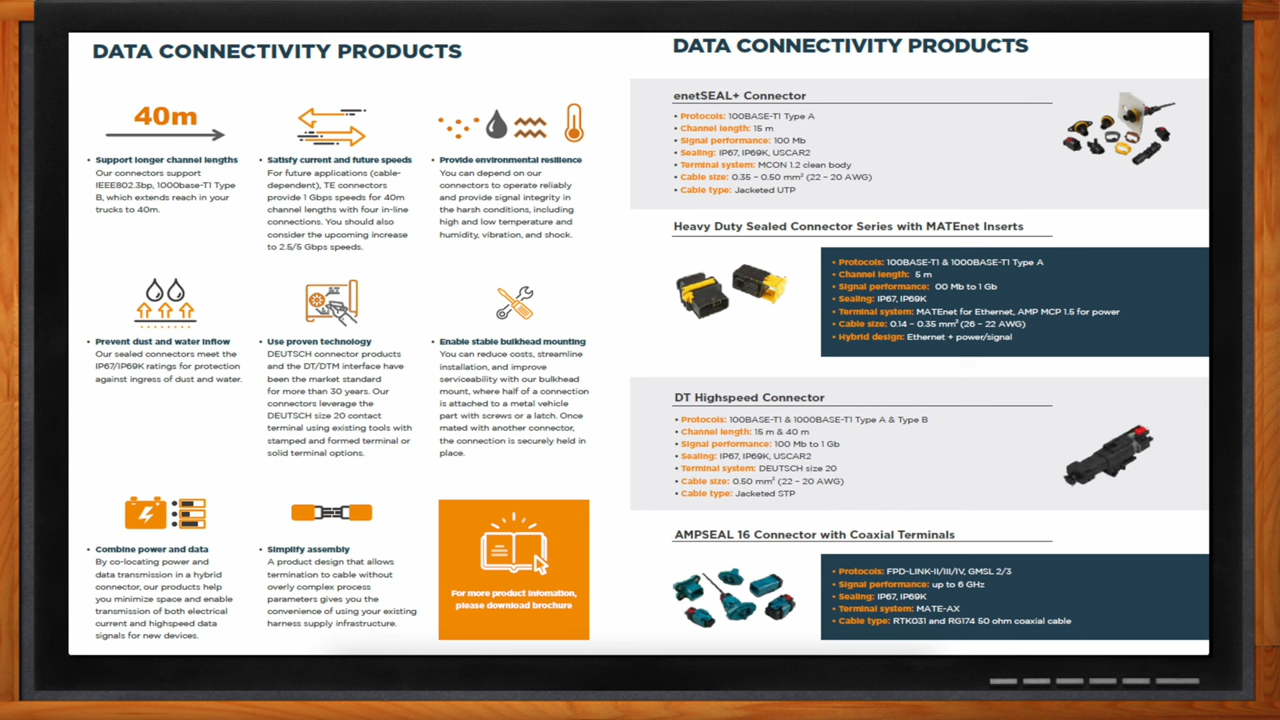 DATA CONNECTIVITY PRODUCTS
40m
• Support longer channel lengths
Our connectors support
IEEE802.3bp, 1000base-T1 Type
B, which extends reach in your
trucks to 40m.
• Satisfy current and future speeds
For future applications (cable-
dependent), TE connectors
provide 1 Gbps speeds for 40m
channel lengths with four in-line
connections. You should also
consider the upcoming increase
to 2.5/5 Gbps speeds.
• Provide environmental resilience
You can depend on our
connectors to operate reliably
and provide signal integrity in
the harsh conditions, including
high and low temperature and
humidity, vibration, and shock.
• Prevent dust and water inflow
Our sealed connectors meet the
IP67/IP69K ratings for protection
against ingress of dust and water.
• Use proven technology
DEUTSCH connector products
and the DT/DTM interface have
been the market standard
for more than 30 years. Our
connectors leverage the
DEUTSCH size 20 contact
terminal using existing tools with
stamped and formed terminal or
solid terminal options.
• Enable stable bulkhead mounting
You can reduce costs, streamline
installation, and improve
serviceability with our bulkhead
mount, where half of a connection
is attached to a metal vehicle
part with screws or a latch. Once
mated with another connector,
the connection is securely held in
place.
• Combine power and data
By co-locating power and
data transmission in a hybrid
connector, our products help
you minimize space and enable
transmission of both electrical
current and highspeed data
signals for new devices.
• Simplify assembly
A product design that allows
termination to cable without
overly complex process
parameters gives you the
convenience of using your existing
harness supply infrastructure.
For more product infomation,
please download brochure
DATA CONNECTIVITY PRODUCTS
enetSEAL+ Connector
• Protocols: 100BASE-T1 Type A
• Channel length: 15 m
• Signal performance: 100 Mb
• Sealing: IP67, IP69K, USCAR2
• Terminal system: MCON 1.2 clean body
• Cable size: 0.35 – 0.50 mm² (22 – 20 AWG)
• Cable type: Jacketed UTP
Heavy Duty Sealed Connector Series with MATEnet Inserts
• Protocols: 100BASE-T1 & 1000BASE-T1 Type A
• Channel length: 5 m
• Signal performance: 00 Mb to 1 Gb
• Sealing: IP67, IP69K
• Terminal system: MATEnet for Ethernet, AMP MCP 1.5 for power
• Cable size: 0.14 – 0.35 mm² (26 – 22 AWG)
• Hybrid design: Ethernet + power/signal
DT Highspeed Connector
• Protocols: 100BASE-T1 & 1000BASE-T1 Type A & Type B
• Channel length: 15 m & 40 m
• Signal performance: 100 Mb to 1 Gb
• Sealing: IP67, IP69K, USCAR2
• Terminal system: DEUTSCH size 20
• Cable size: 0.50 mm² (22 – 20 AWG)
• Cable type: Jacketed STP
AMPSEAL 16 Connector with Coaxial Terminals
• Protocols: FPD-LINK-II/III/IV, GMSL 2/3
• Signal performance: up to 6 GHz
• Sealing: IP67, IP69K
• Terminal system: MATE-AX
• Cable type: RTK031 and RG174 50 ohm coaxial cable